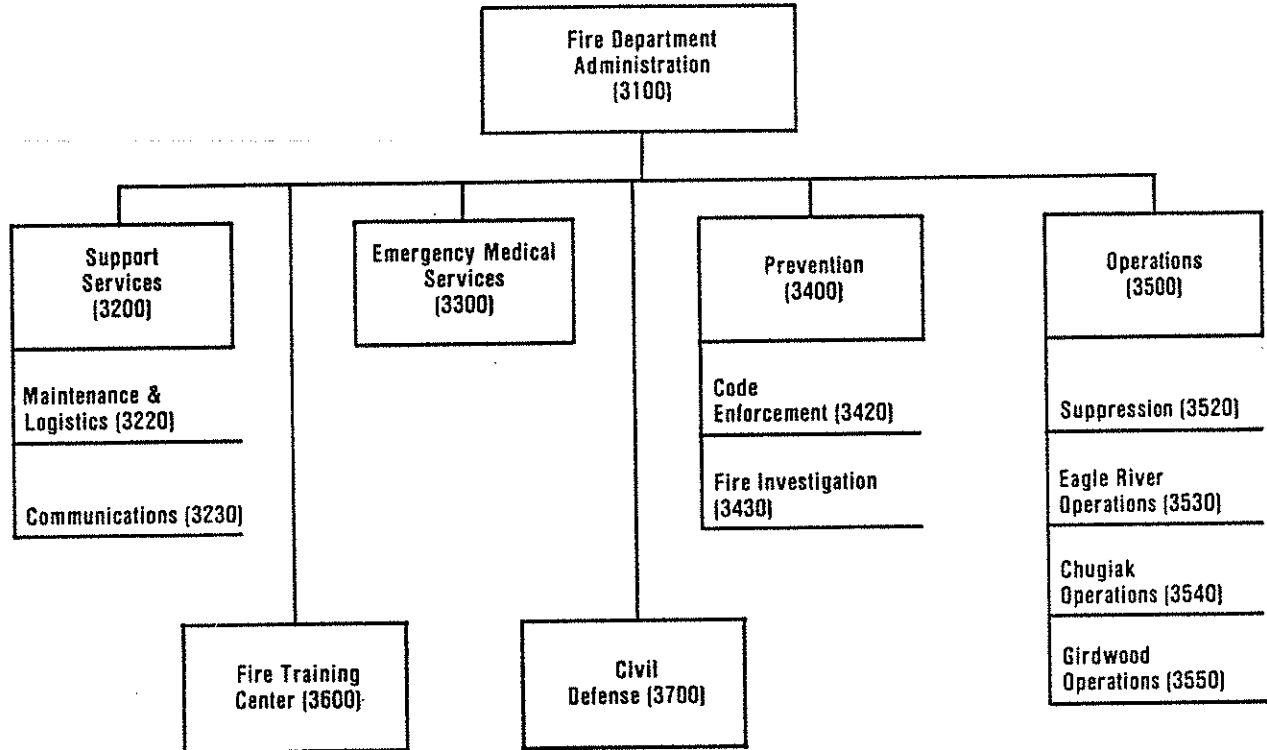 Fire Department
Administration
(3100)
Support
Services
(3200)
Maintenance &
Logistics (3220)
Communications (3230)
Emergency Medical
Services
(3300)
Prevention
(3400)
Code
Enforcement (3420)
Fire Investigation
(3430)
Operations
(3500)
Suppression (3520)
Eagle River
Operations (3530)
Chugiak
Operations (3540)
Girdwood
Operations (3550)
Fire Training
Center (3600)
Civil
Defense (3700)